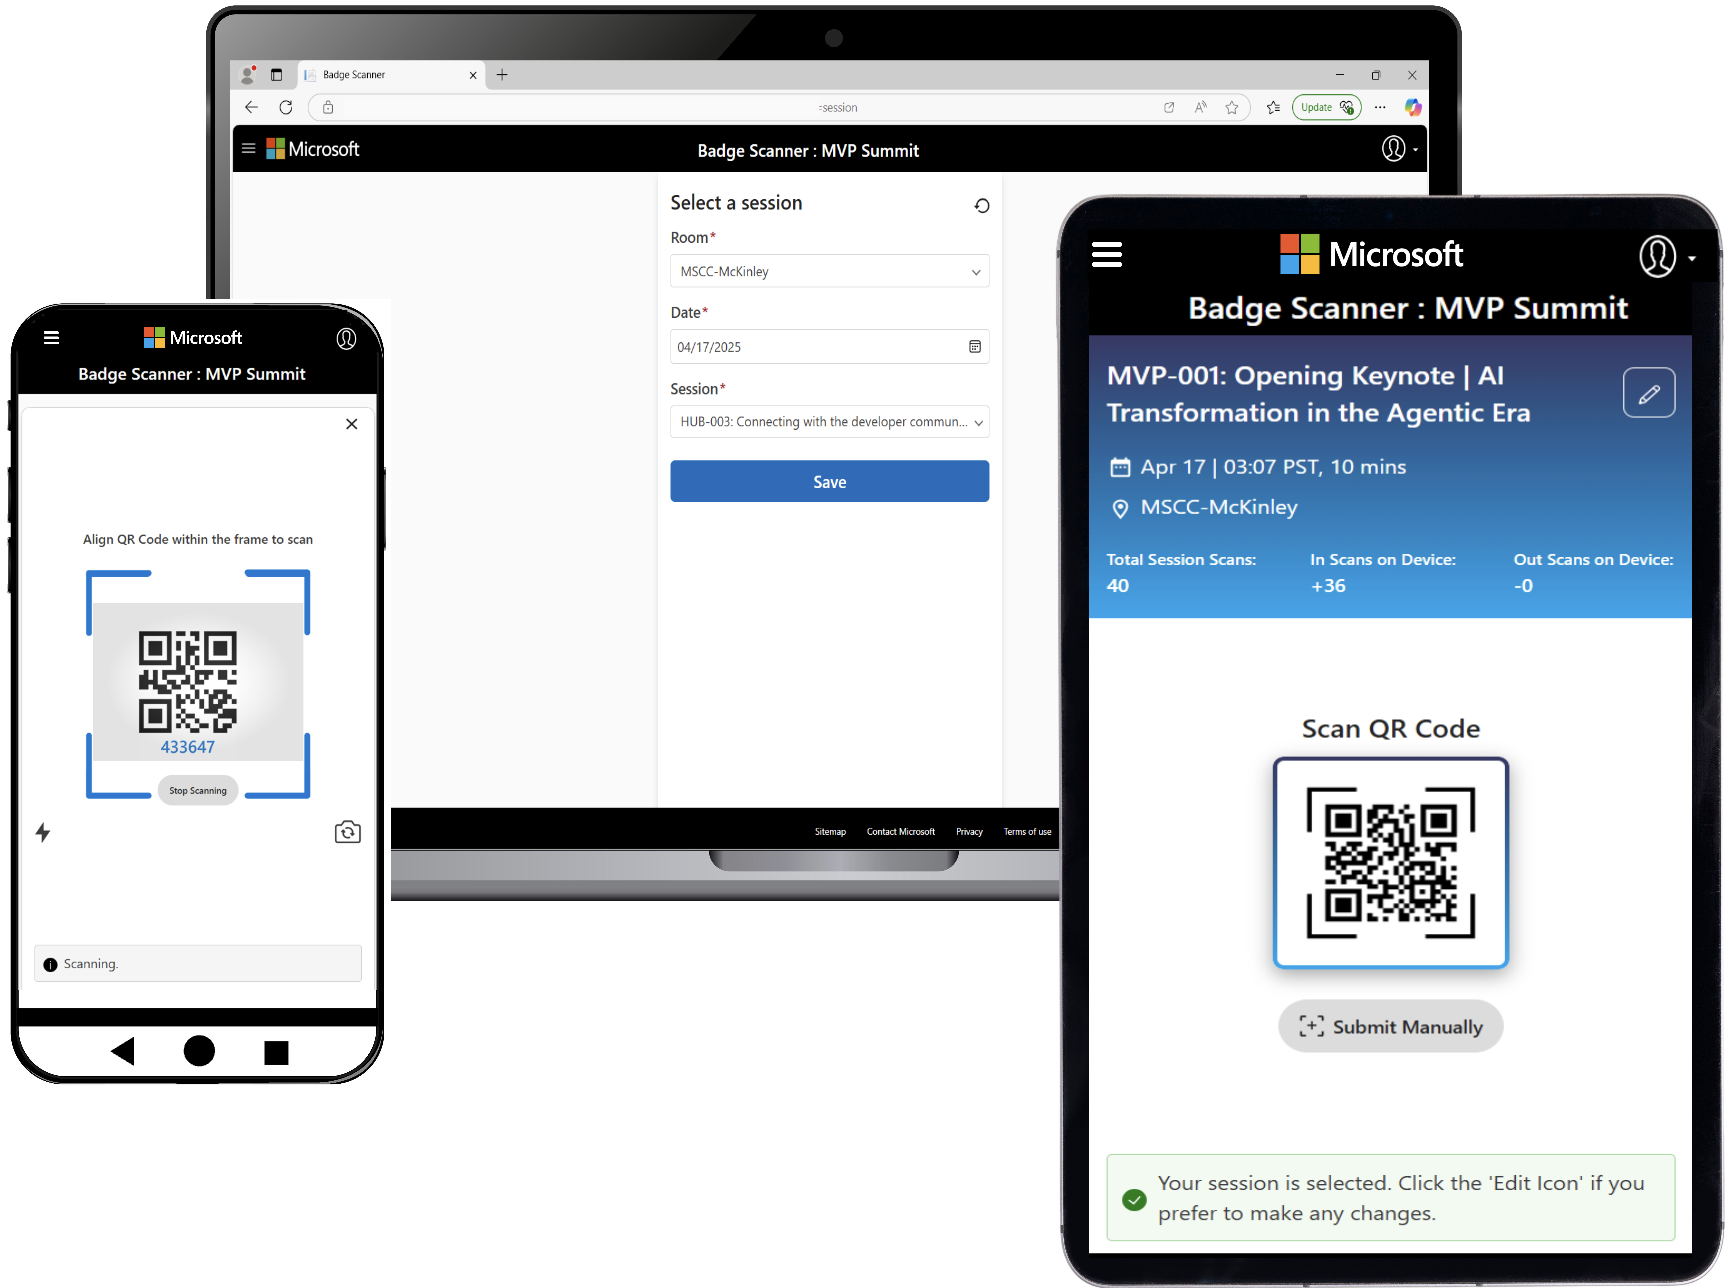 Badge Scanner
=session
Update
Microsoft
Badge Scanner : MVP Summit
Select a session
Room*
MSCC-McKinley
Date*
04/17/2025
Session*
HUB-003: Connecting with the developer commun...
Save
Sitemap Contact Microsoft Privacy Terms of use
Microsoft
Badge Scanner : MVP Summit
Align QR Code within the frame to scan
433647
Stop Scanning
Scanning.
Microsoft
Badge Scanner : MVP Summit
MVP-001: Opening Keynote | AI
Transformation in the Agentic Era
Apr 17 | 03:07 PST, 10 mins
MSCC-McKinley
Total Session Scans: In Scans on Device: Out Scans on Device:
40 +36 -0
Scan QR Code
Submit Manually
Your session is selected. Click the 'Edit Icon' if you
prefer to make any changes.